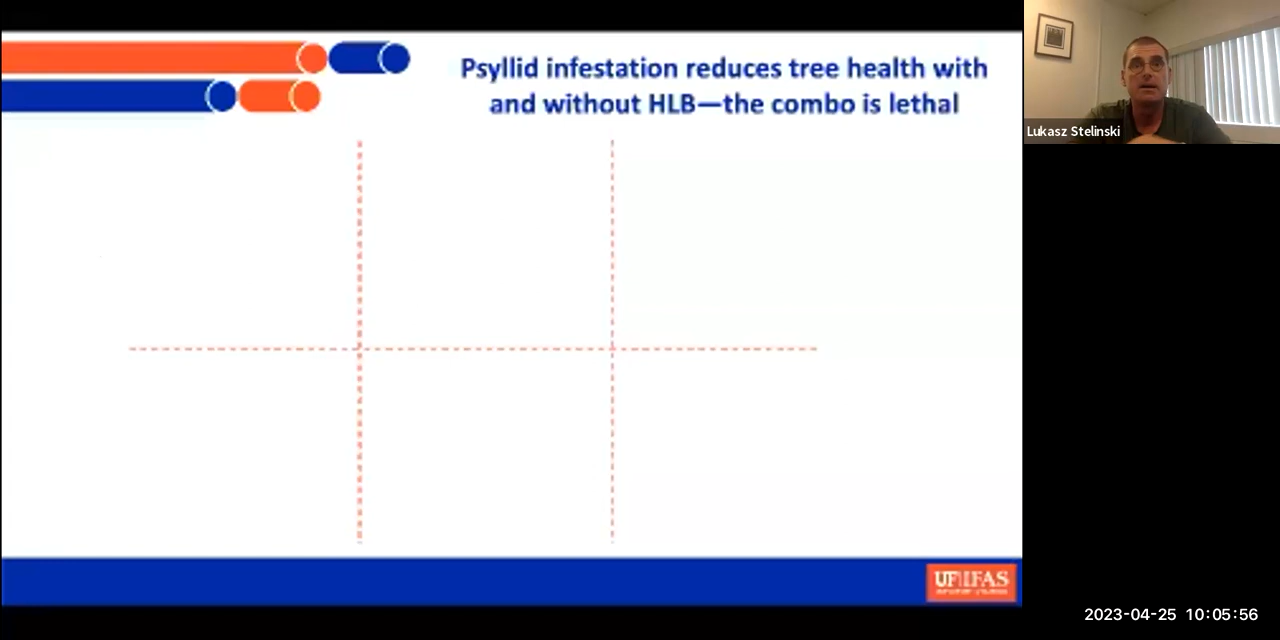 Psyllid infestation reduces tree health with
and without HLB—the combo is lethal
Lukasz Stelinski
UF IFAS
2023-04-25 10:05:56